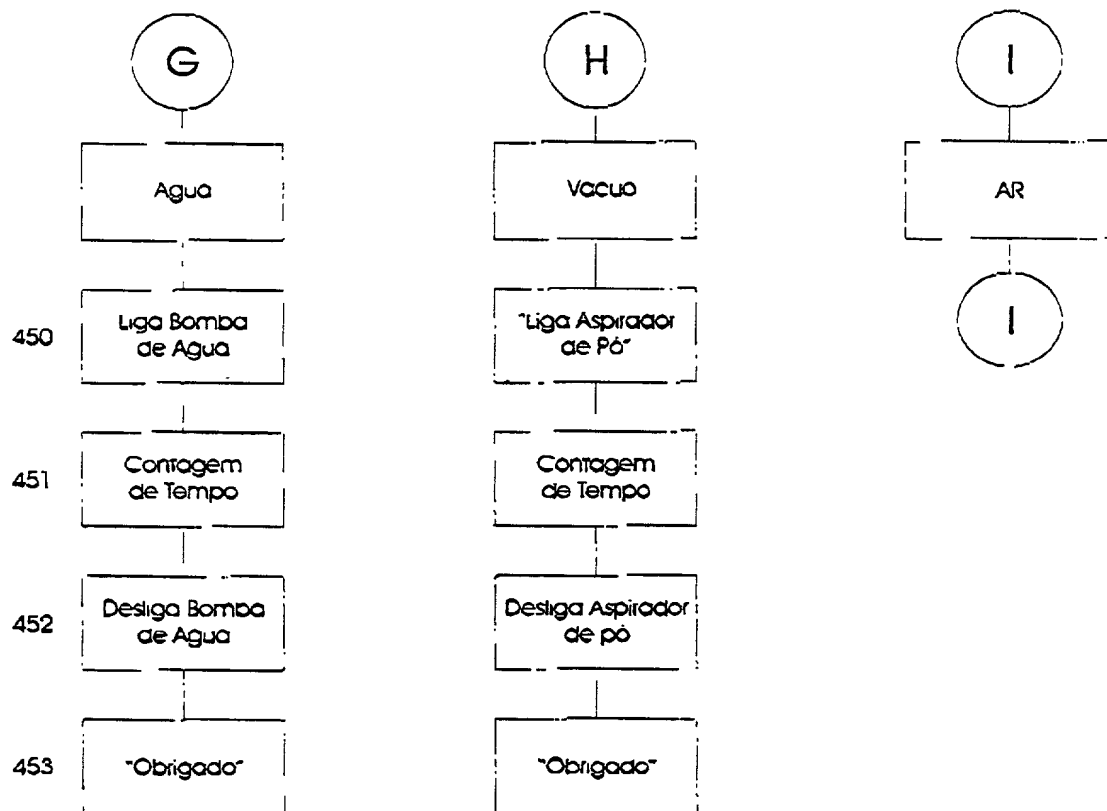 G
H
I
Agua
Vacuo
AR
450
Liga Bomba
de Agua
"Liga Aspirador
de Pó"
I
451
Contagem
de Tempo
Contagem
de Tempo
452
Desliga Bomba
de Agua
Desliga Aspirador
de pó
453
"Obrigado"
"Obrigado"